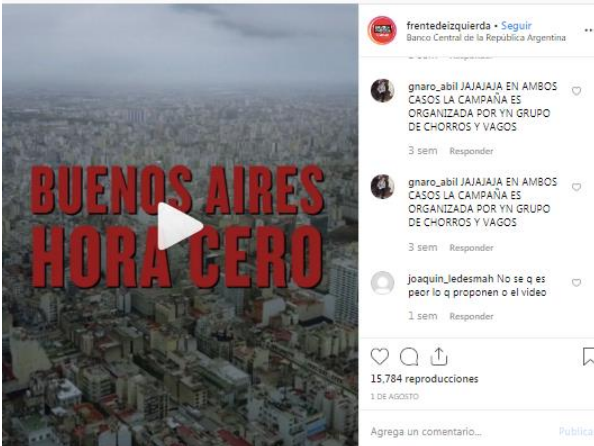 BUENOS AIRES
HORA CERO
frentedeizquierda • Seguir
Banco Central de la República Argentina
gnaro_abil JAJAJAJA EN AMBOS
CASOS LA CAMPAÑA ES
ORGANIZADA POR YN GRUPO
DE CHORROS Y VAGOS
3 sem Responder
gnaro_abil JAJAJAJA EN AMBOS
CASOS LA CAMPAÑA ES
ORGANIZADA POR YN GRUPO
DE CHORROS Y VAGOS
3 sem Responder
joaquin_ledesmah No se q es
peor lo q proponen o el video
1 sem Responder
15,784 reproducciones
1 DE AGOSTO
Agrega un comentario...
Publica